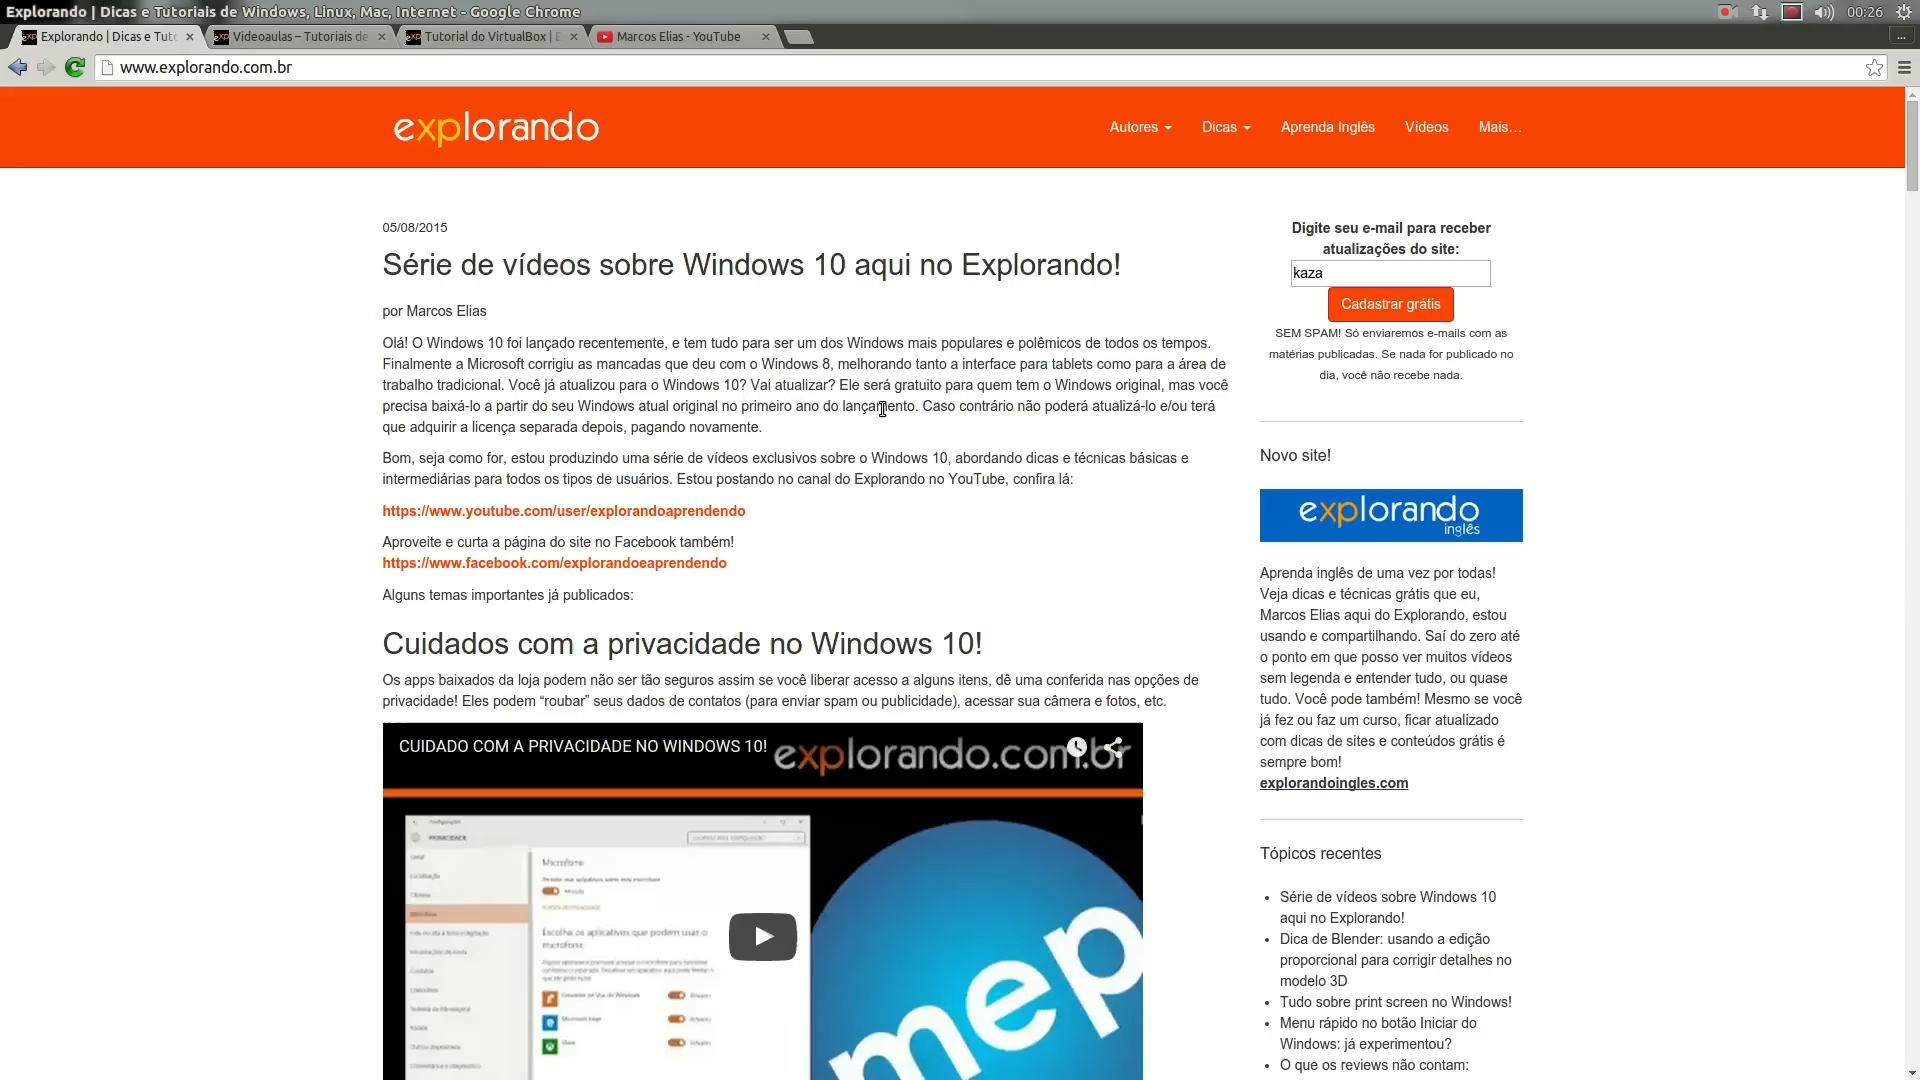 Explorando | Dicas e Tutoriais de Windows, Linux, Mac, Internet - Google Chrome
00:26
Explorando | Dicas e Tuto
Videoaulas – Tutoriais de
Tutorial do VirtualBox | E
Marcos Elias - YouTube
www.explorando.com.br
explorando
Autores
Dicas
Aprenda Inglês
Vídeos
Mais…
05/08/2015
Série de vídeos sobre Windows 10 aqui no Explorando!
por Marcos Elias
Olá! O Windows 10 foi lançado recentemente, e tem tudo para ser um dos Windows mais populares e polêmicos de todos os tempos.
Finalmente a Microsoft corrigiu as mancadas que deu com o Windows 8, melhorando tanto a interface para tablets como para a área de
trabalho tradicional. Você já atualizou para o Windows 10? Vai atualizar? Ele será gratuito para quem tem o Windows original, mas você
precisa baixá-lo a partir do seu Windows atual original no primeiro ano do lançamento. Caso contrário não poderá atualizá-lo e/ou terá
que adquirir a licença separada depois, pagando novamente.
Bom, seja como for, estou produzindo uma série de vídeos exclusivos sobre o Windows 10, abordando dicas e técnicas básicas e
intermediárias para todos os tipos de usuários. Estou postando no canal do Explorando no YouTube, confira lá:
https://www.youtube.com/user/explorandoaprendendo
Aproveite e curta a página do site no Facebook também!
https://www.facebook.com/explorandoeaprendendo
Alguns temas importantes já publicados:
Cuidados com a privacidade no Windows 10!
Os apps baixados da loja podem não ser tão seguros assim se você liberar acesso a alguns itens, dê uma conferida nas opções de
privacidade! Eles podem “roubar” seus dados de contatos (para enviar spam ou publicidade), acessar sua câmera e fotos, etc.
CUIDADO COM A PRIVACIDADE NO WINDOWS 10!
explorando.com.br
PRIVACIDADE
Microfone
Escolha os aplicativos que podem usar o
microfone
Microsoft Edge
mep
Digite seu e-mail para receber
atualizações do site:
kaza
Cadastrar grátis
SEM SPAM! Só enviaremos e-mails com as
matérias publicadas. Se nada for publicado no
dia, você não recebe nada.
Novo site!
explorando
inglês
Aprenda inglês de uma vez por todas!
Veja dicas e técnicas grátis que eu,
Marcos Elias aqui do Explorando, estou
usando e compartilhando. Saí do zero até
o ponto em que posso ver muitos vídeos
sem legenda e entender tudo, ou quase
tudo. Você pode também! Mesmo se você
já fez ou faz um curso, ficar atualizado
com dicas de sites e conteúdos grátis é
sempre bom!
explorandoingles.com
Tópicos recentes
Série de vídeos sobre Windows 10
aqui no Explorando!
Dica de Blender: usando a edição
proporcional para corrigir detalhes no
modelo 3D
Tudo sobre print screen no Windows!
Menu rápido no botão Iniciar do
Windows: já experimentou?
O que os reviews não contam: